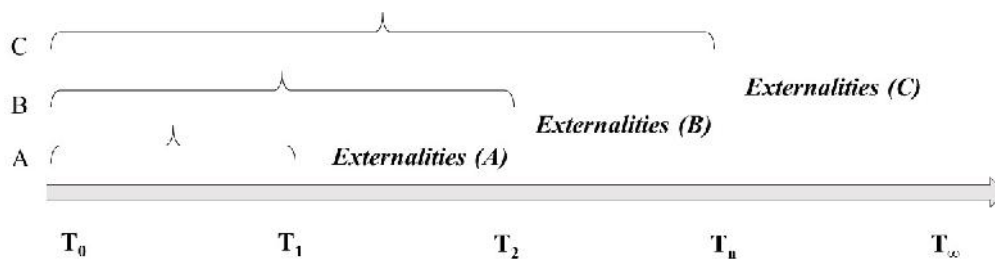 C
Externalities (C)
B
Externalities (B)
A
Externalities (A)
T₀ T₁ T₂ Tₙ T∞